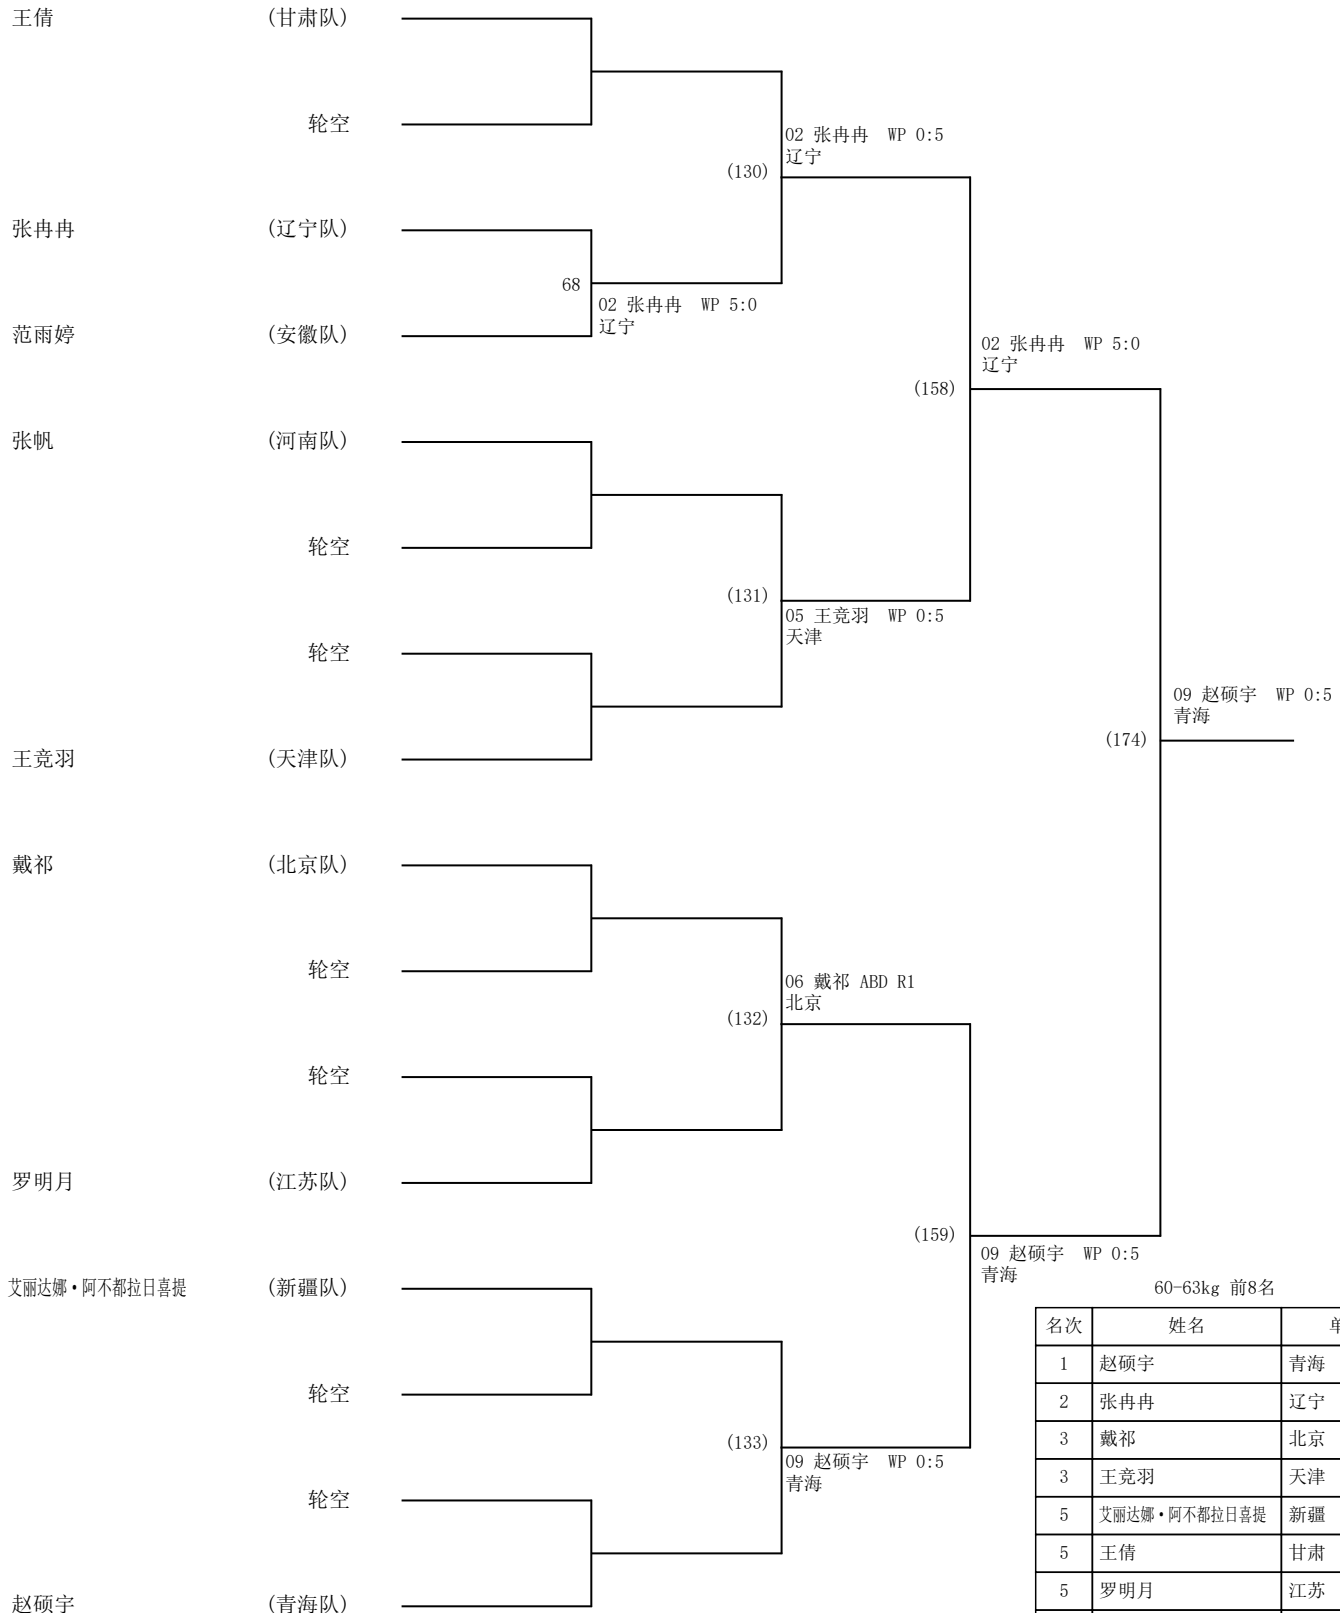 王倩 (甘肃队)
轮空
02 张冉冉 WP 0:5
辽宁
(130)
张冉冉 (辽宁队)
68
02 张冉冉 WP 5:0
辽宁
范雨婷 (安徽队)
02 张冉冉 WP 5:0
辽宁
(158)
张帆 (河南队)
轮空
(131)
05 王竞羽 WP 0:5
天津
轮空
09 赵硕宇 WP 0:5
青海
(174)
王竞羽 (天津队)
戴祁 (北京队)
轮空
06 戴祁 ABD R1
北京
(132)
轮空
罗明月 (江苏队)
(159)
09 赵硕宇 WP 0:5
青海
艾丽达娜·阿不都拉日喜提 (新疆队)
轮空
(133)
09 赵硕宇 WP 0:5
青海
轮空
赵硕宇 (青海队)
60-63kg 前8名
名次 姓名
1 赵硕宇 青海
2 张冉冉 辽宁
3 戴祁 北京
3 王竞羽 天津
5 艾丽达娜·阿不都拉日喜提 新疆
5 王倩 甘肃
5 罗明月 江苏